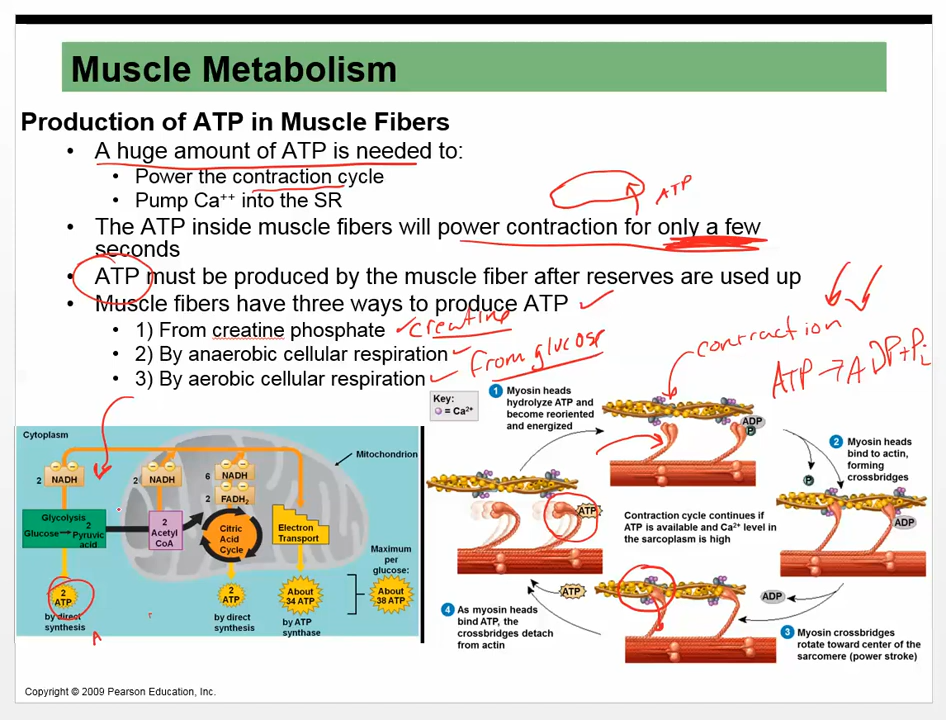 Muscle Metabolism
Production of ATP in Muscle Fibers
• A huge amount of ATP is needed to:
• Power the contraction cycle
• Pump Ca++ into the SR
ATP
• The ATP inside muscle fibers will power contraction for only a few
seconds
• ATP must be produced by the muscle fiber after reserves are used up
• Muscle fibers have three ways to produce ATP
• 1) From creatine phosphate
creatine
• 2) By anaerobic cellular respiration
From glucose
• 3) By aerobic cellular respiration
contraction
ATP → ADP+Pi
Cytoplasm
Mitochondrion
2 NADH
2 NADH
6 NADH
2 FADH2
Glycolysis
Glucose 2 Pyruvic acid
2
Acetyl
CoA
Citric
Acid
Cycle
Electron
Transport
Maximum
per
glucose:
2
ATP
by direct
synthesis
A
2
ATP
by direct
synthesis
About
34 ATP
by ATP
synthase
About
38 ATP
Key:
= Ca2+
1 Myosin heads
hydrolyze ATP and
become reoriented
and energized
ADP
P
2 Myosin heads
bind to actin,
forming
crossbridges
P
ADP
Contraction cycle continues if
ATP is available and Ca2+ level in
the sarcoplasm is high
ATP
ATP
ADP
4 As myosin heads
bind ATP, the
crossbridges detach
from actin
3 Myosin crossbridges
rotate toward center of the
sarcomere (power stroke)
Copyright © 2009 Pearson Education, Inc.